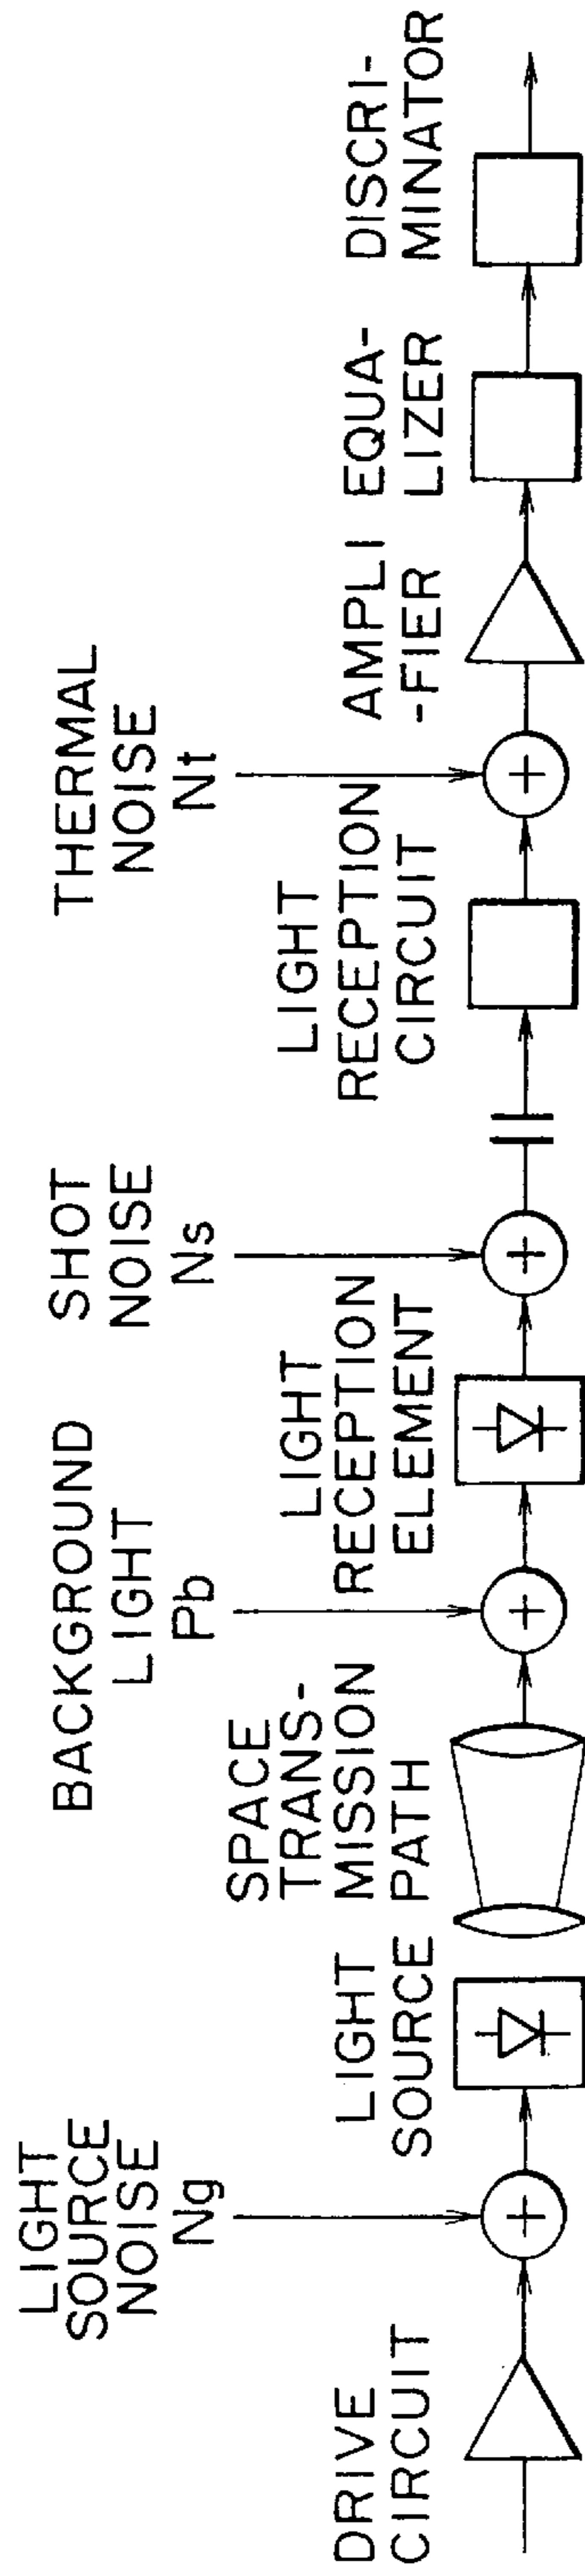 DRIVE
CIRCUIT
LIGHT
SOURCE
NOISE
Ng
LIGHT
SOURCE
SPACE
TRANS-
MISSION
PATH
BACKGROUND
LIGHT
Pb
LIGHT
RECEPTION
ELEMENT
SHOT
NOISE
Ns
LIGHT
RECEPTION
CIRCUIT
THERMAL
NOISE
Nt
AMPLI
-FIER
EQUA-
LIZER
DISCRI-
MINATOR